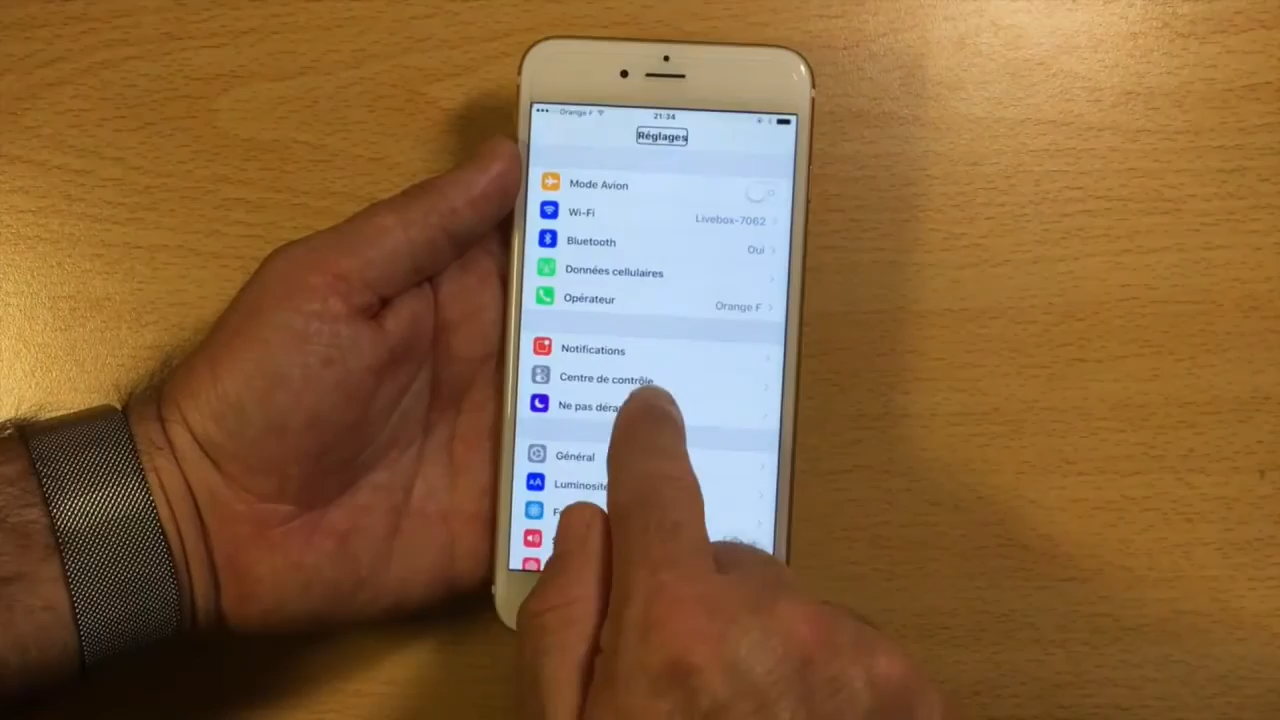 Orange F
21:34
Réglages
Mode Avion
Wi-Fi
Livebox-7062
Bluetooth
Oui
Données cellulaires
Opérateur
Orange F
Notifications
Centre de contrôle
Ne pas déra
Général
Luminosité
AA